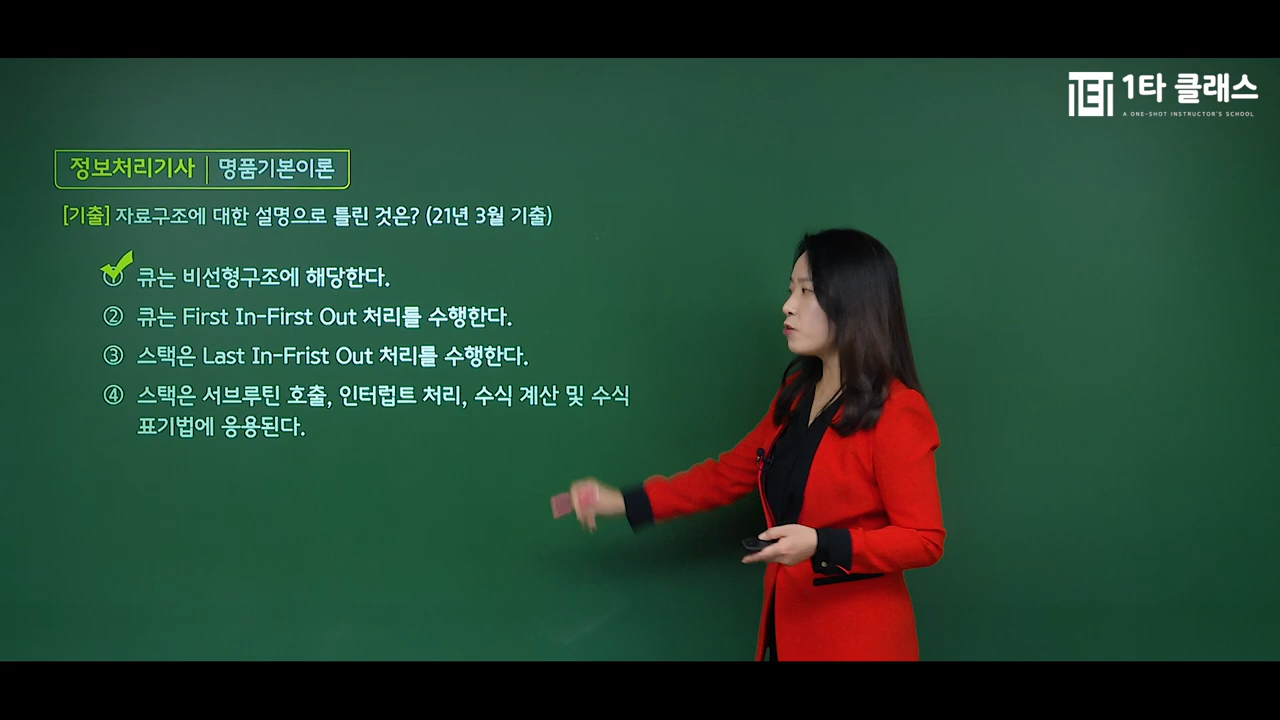 1타 클래스
A ONE-SHOT INSTRUCTOR'S SCHOOL
정보처리기사 | 명품기본이론
[기출] 자료구조에 대한 설명으로 틀린 것은? (21년 3월 기출)
① 큐는 비선형구조에 해당한다.
② 큐는 First In-First Out 처리를 수행한다.
③ 스택은 Last In-Frist Out 처리를 수행한다.
④ 스택은 서브루틴 호출, 인터럽트 처리, 수식 계산 및 수식
표기법에 응용된다.